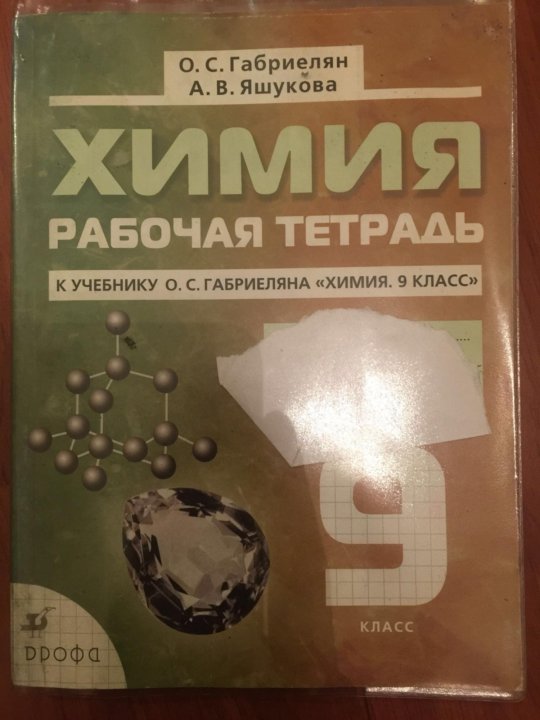 О. С. Габриелян
А. В. Яшукова
ХИМИЯ
РАБОЧАЯ ТЕТРАДЬ
К УЧЕБНИКУ О. С. ГАБРИЕЛЯНА «ХИМИЯ. 9 КЛАСС»
9
КЛАСС
дрофа